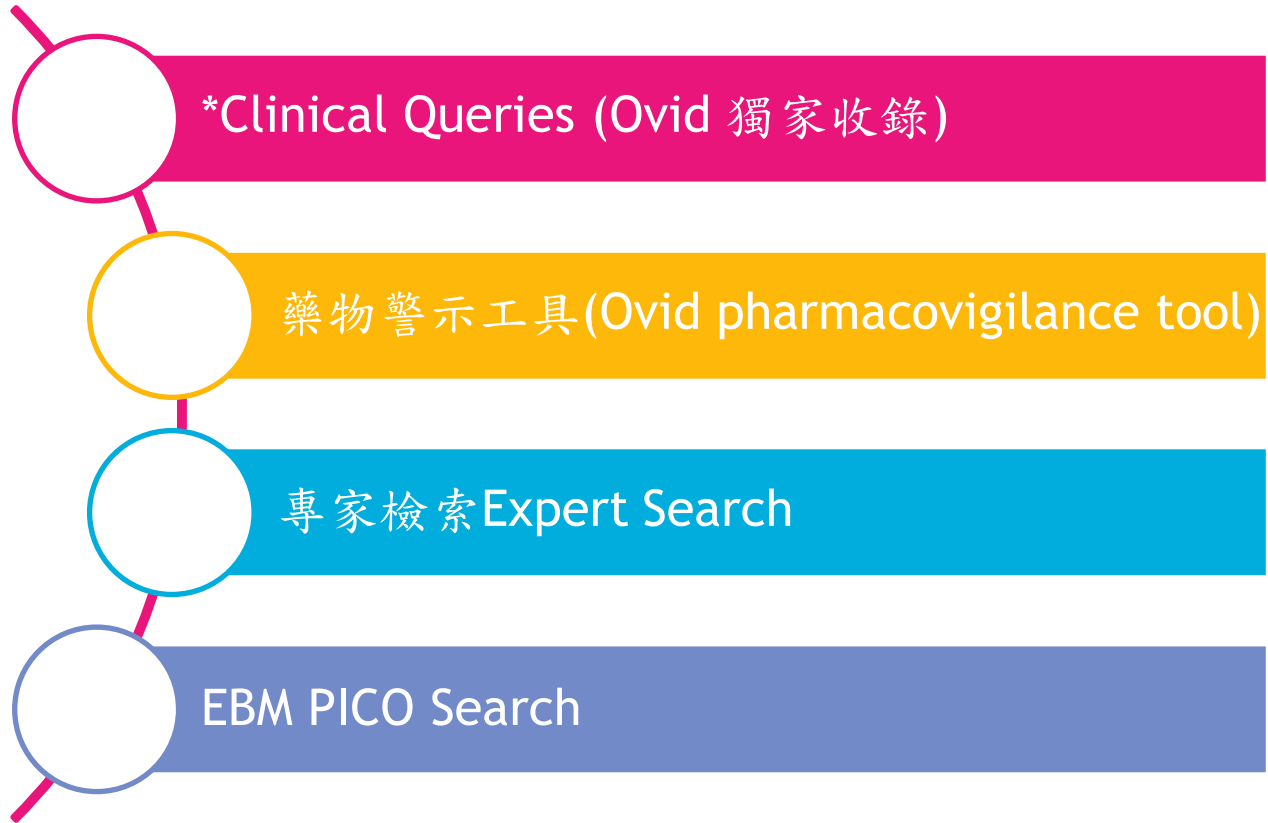 *Clinical Queries (Ovid 獨家收錄)
藥物警示工具(Ovid pharmacovigilance tool)
專家檢索Expert Search
EBM PICO Search